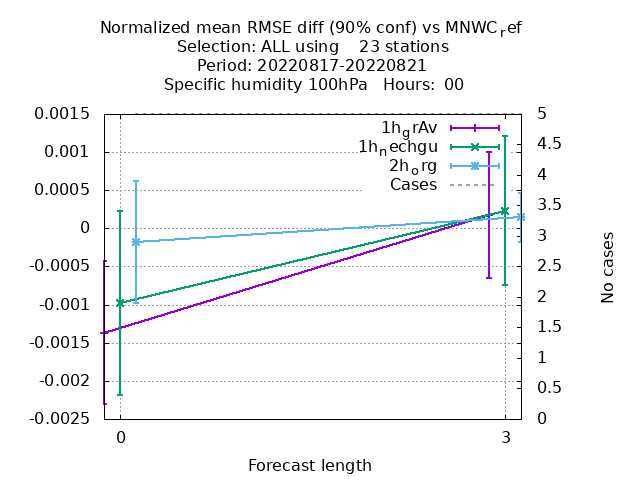 Normalized mean RMSE diff (90% conf) vs MNWC_ref
Selection: ALL using 23 stations
Period: 20220817-20220821
Specific humidity 100hPa Hours: 00
0.0015
0.001
0.0005
0
-0.0005
-0.001
-0.0015
-0.002
-0.0025
5
4.5
4
3.5
3
2.5
2
1.5
1
0.5
0
1h_grAv
1h_nechgu
2h_org
Cases
No cases
0
3
Forecast length